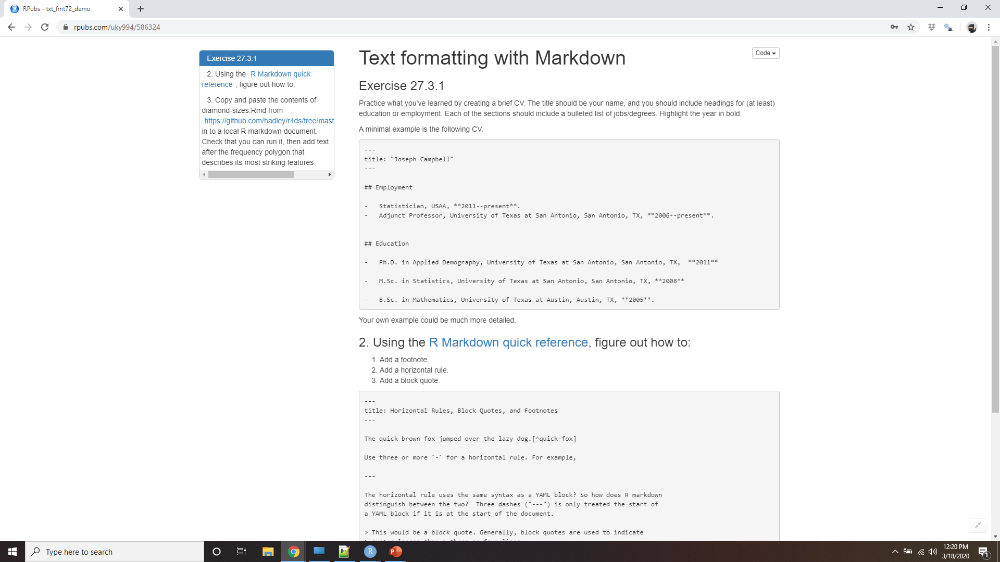 RPubs - txt_fmt72_demo
rpubs.com/uky994/586324
Exercise 27.3.1
2. Using the R Markdown quick
reference , figure out how to:
3. Copy and paste the contents of
diamond-sizes.Rmd from
https://github.com/hadley/r4ds/tree/mast
in to a local R markdown document.
Check that you can run it, then add text
after the frequency polygon that
describes its most striking features.
Text formatting with Markdown
Code
Exercise 27.3.1
Practice what you’ve learned by creating a brief CV. The title should be your name, and you should include headings for (at least)
education or employment. Each of the sections should include a bulleted list of jobs/degrees. Highlight the year in bold.
A minimal example is the following CV.
---
title: "Joseph Campbell"
---
## Employment
-   Statistician, USAA, **2011--present**.
-   Adjunct Professor, University of Texas at San Antonio, San Antonio, TX, **2006--present**.
## Education
-   Ph.D. in Applied Demography, University of Texas at San Antonio, San Antonio, TX,  **2011**
-   M.Sc. in Statistics, University of Texas at San Antonio, San Antonio, TX, **2008**
-   B.Sc. in Mathematics, University of Texas at Austin, Austin, TX, **2005**.
Your own example could be much more detailed.
2. Using the R Markdown quick reference, figure out how to:
1. Add a footnote.
2. Add a horizontal rule.
3. Add a block quote.
---
title: Horizontal Rules, Block Quotes, and Footnotes
---
The quick brown fox jumped over the lazy dog.[^quick-fox]
Use three or more `-` for a horizontal rule. For example,
---
The horizontal rule uses the same syntax as a YAML block? So how does R markdown
distinguish between the two?  Three dashes ("---") is only treated the start of
a YAML block if it is at the start of the document.
> This would be a block quote. Generally, block quotes are used to indicate
Type here to search
12:20 PM
3/18/2020
1